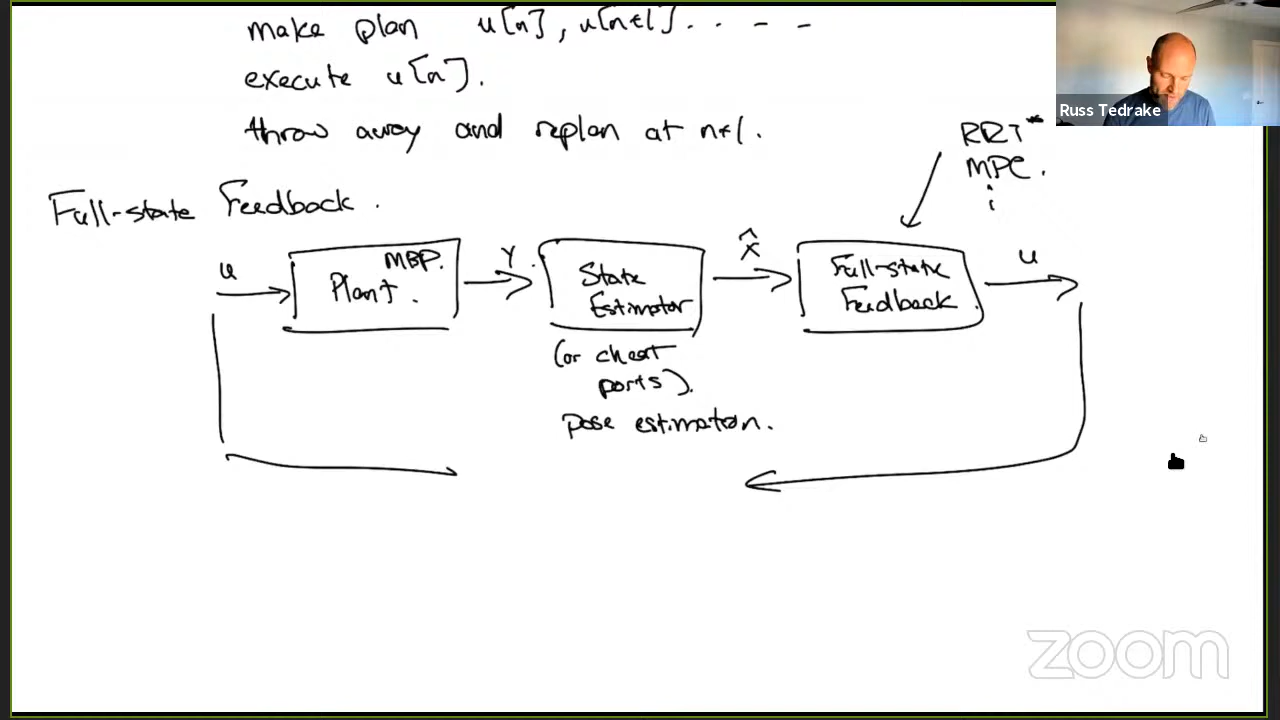 make plan u[n], u[n+1]. . - -
Russ Tedrake
execute u[n].
throw away and replan at n+1.
RRT*
MPC.
Full-state Feedback.
u
MBP.
Plant.
Y
State
Estimator
x̂
Full-state
Feedback
u
(or cheat
ports).
pose estimation.
zoom